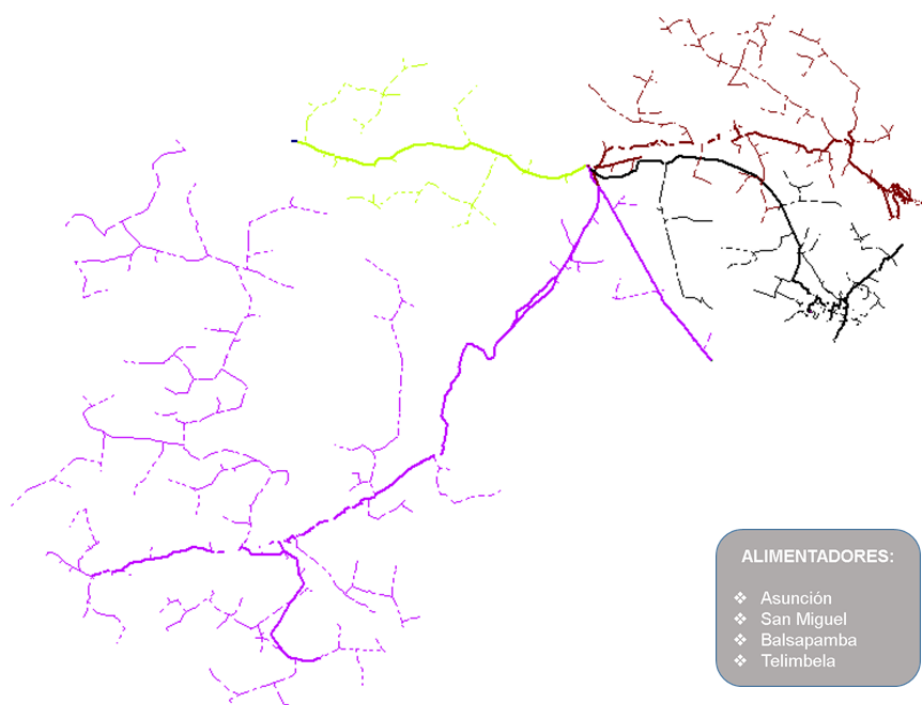 ALIMENTADORES:
❖ Asunción
❖ San Miguel
❖ Balsapamba
❖ Telimbela